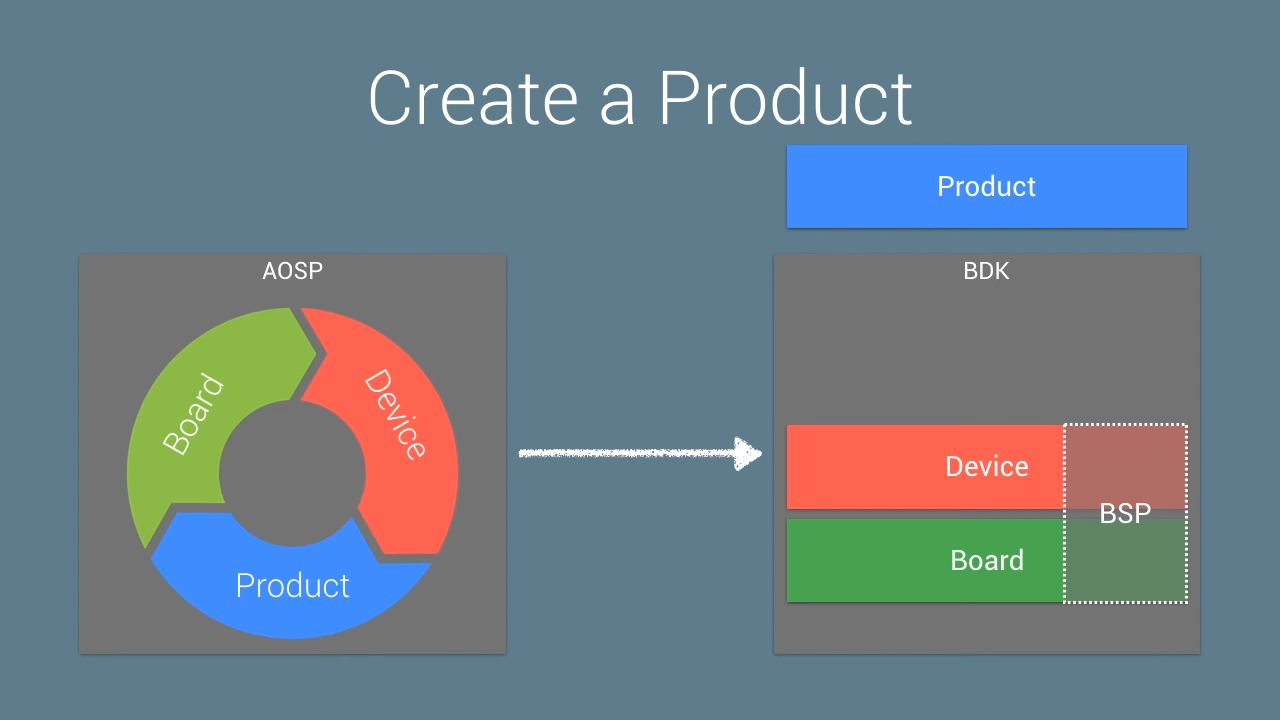 Create a Product
Product
AOSP
Board
Device
Product
BDK
Device
BSP
Board